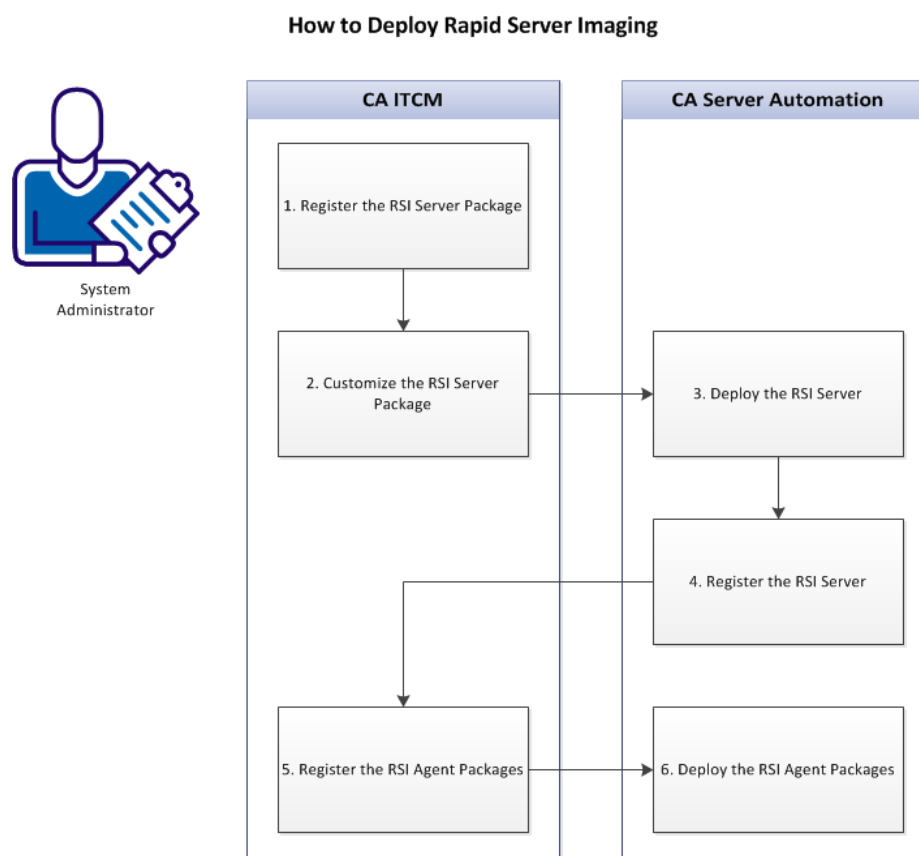 How to Deploy Rapid Server Imaging
CA ITCM
CA Server Automation
System
Administrator
1. Register the RSI Server Package
2. Customize the RSI Server
Package
3. Deploy the RSI Server
4. Register the RSI Server
5. Register the RSI Agent Packages
6. Deploy the RSI Agent Packages